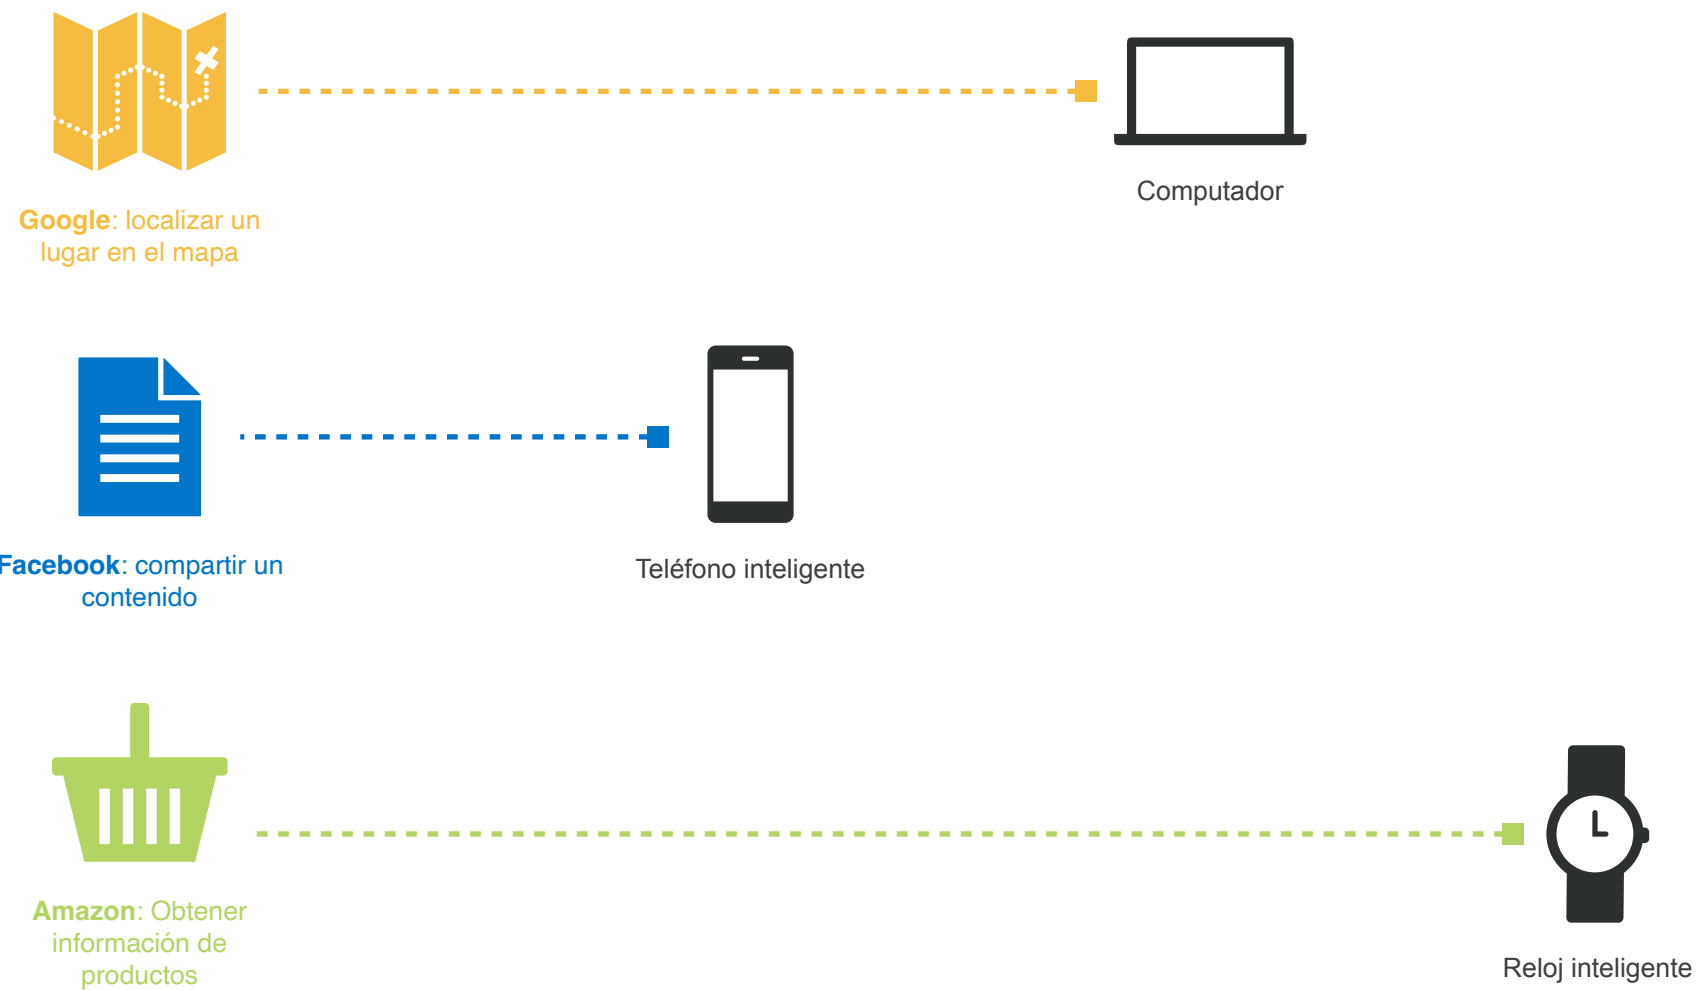 Computador
Google: localizar un
lugar en el mapa
Facebook: compartir un
contenido
Teléfono inteligente
Amazon: Obtener
información de
productos
Reloj inteligente